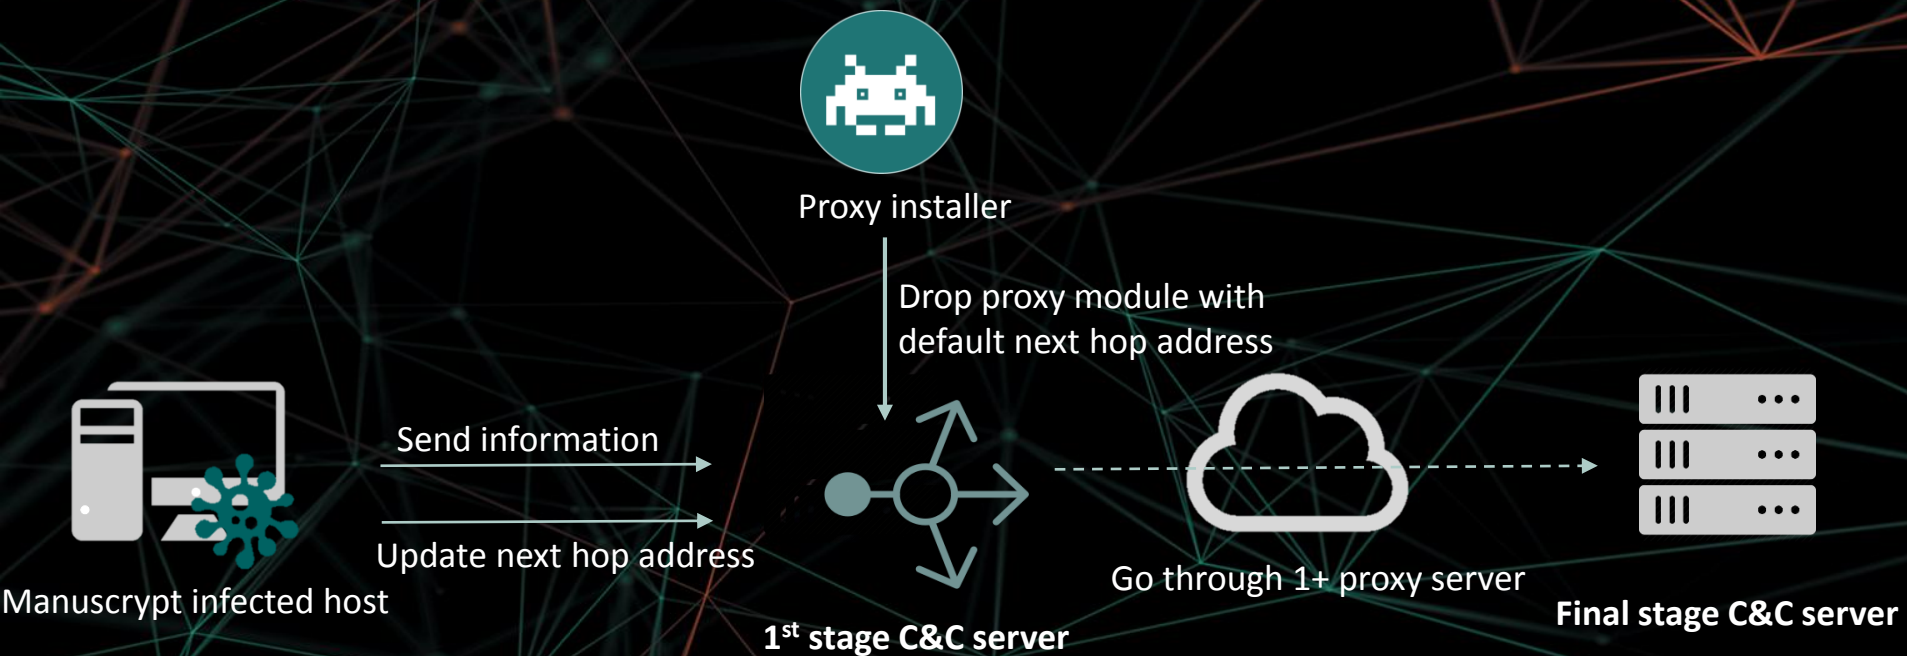 Proxy installer
Drop proxy module with
default next hop address
Send information
Update next hop address
Manuscrypt infected host
1st stage C&C server
Go through 1+ proxy server
Final stage C&C server